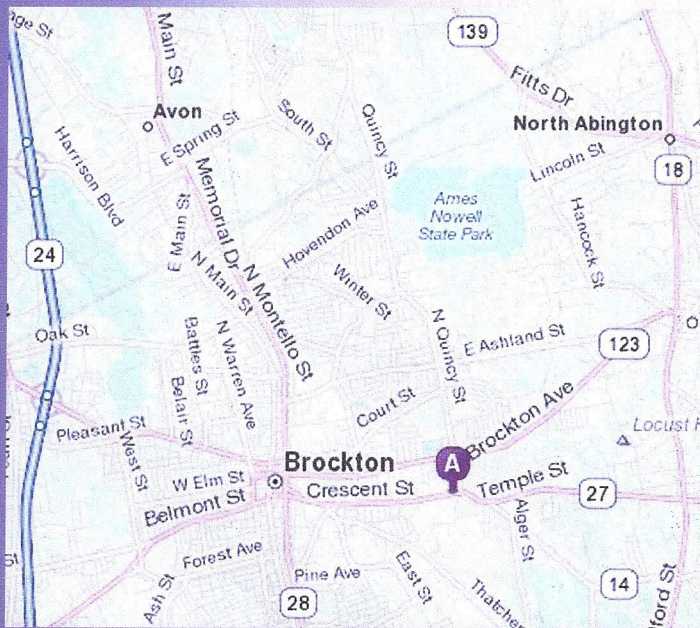 Main St
139
Fitts Dr
Avon
South St
Quincy St
North Abington
E Spring St
Harrison Blvd
Lincoln St
18
Memorial Dr
E Main St
Ames
Nowell
State Park
Hancock St
Hovendon Ave
24
N Main St
N Montello St
Winter St
Oak St
Battles St
N Warren Ave
N Quincy St
E Ashland St
123
Belair St
Court St
Brockton Ave
Pleasant St
West St
Locust
Brockton
A
W Elm St
Crescent St
Temple St
27
Belmont St
Alger St
Forest Ave
Ash St
Pine Ave
East St
Thatcher
14
28